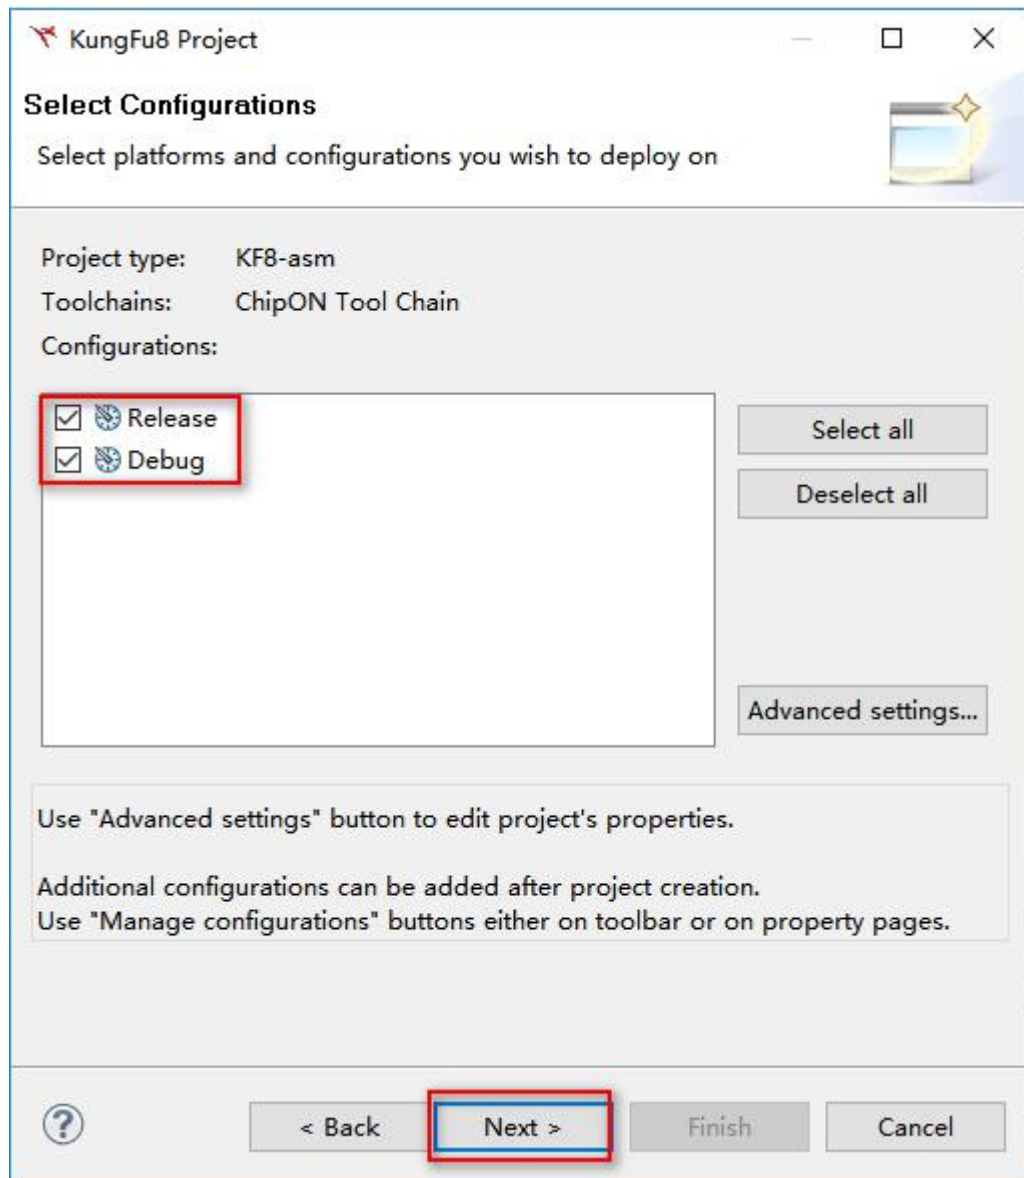 KungFu8 Project
Select Configurations
Select platforms and configurations you wish to deploy on
Project type: KF8-asm
Toolchains: ChipON Tool Chain
Configurations:
Release
Debug
Select all
Deselect all
Advanced settings...
Use "Advanced settings" button to edit project's properties.
Additional configurations can be added after project creation.
Use "Manage configurations" buttons either on toolbar or on property pages.
? < Back Next > Finish Cancel